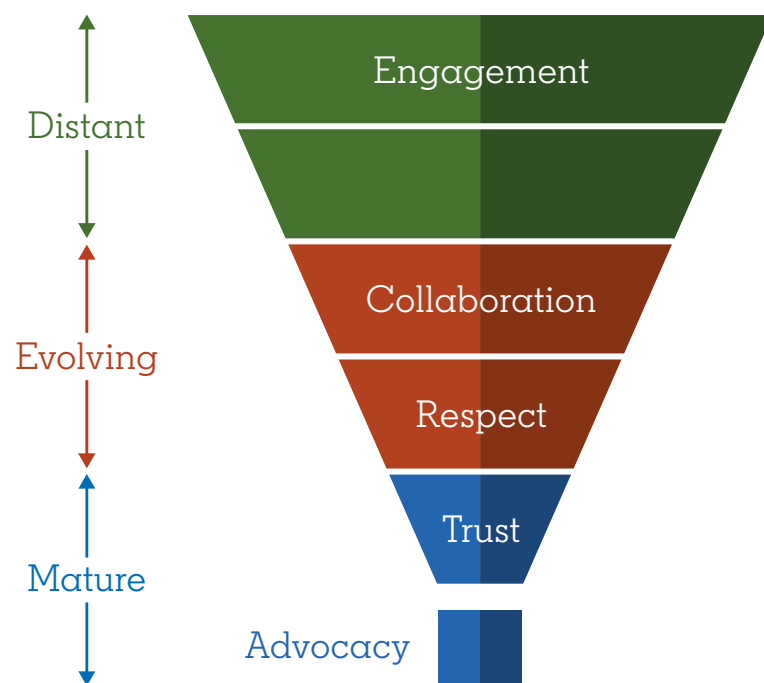 Engagement
Distant
Collaboration
Evolving
Respect
Trust
Mature
Advocacy